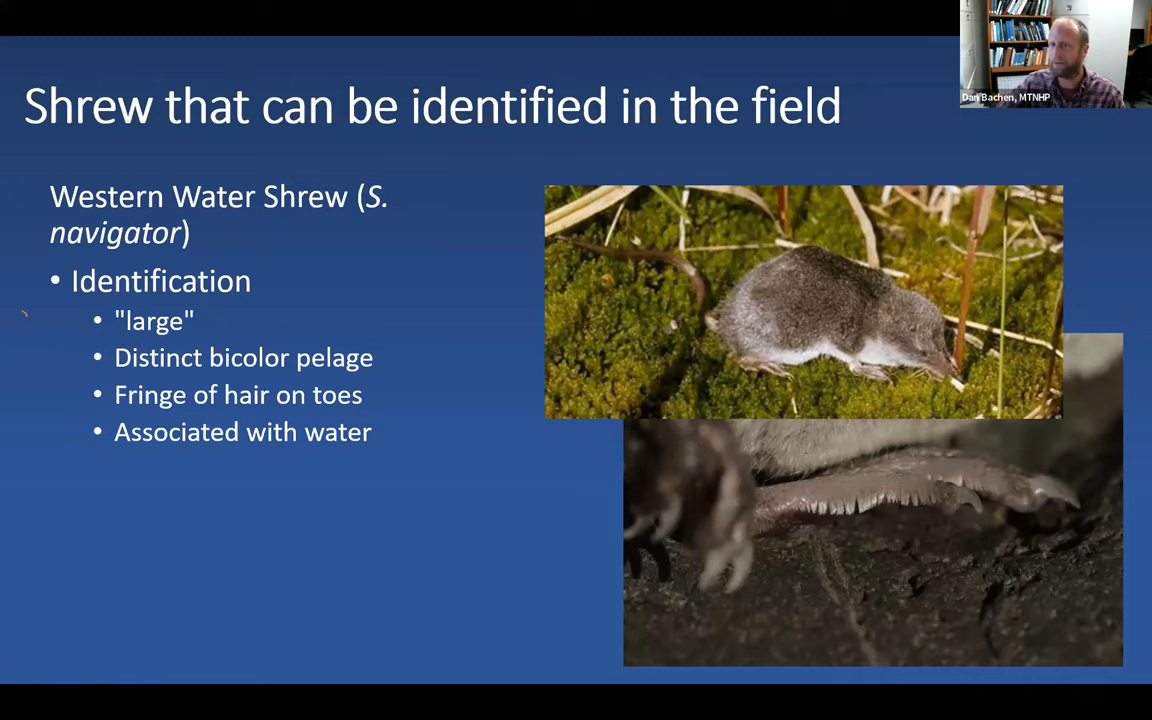 Dan Bachen, MTNHP
Shrew that can be identified in the field
Western Water Shrew (S.
navigator)
• Identification
• "large"
• Distinct bicolor pelage
• Fringe of hair on toes
• Associated with water